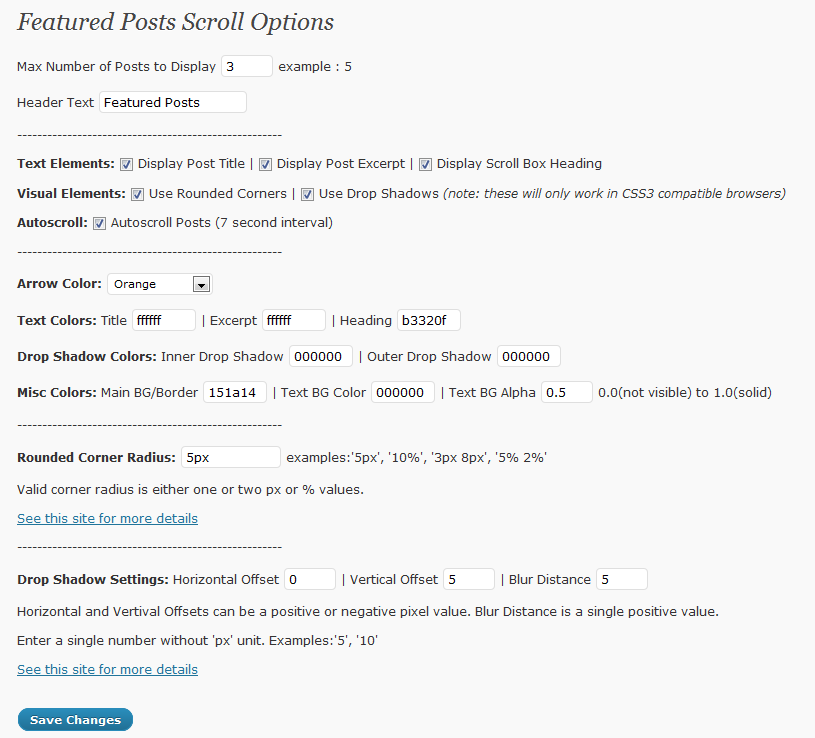 Featured Posts Scroll Options
Max Number of Posts to Display 3 example : 5
Header Text Featured Posts
-----------------------------------------------------
Text Elements: Display Post Title | Display Post Excerpt | Display Scroll Box Heading
Visual Elements: Use Rounded Corners | Use Drop Shadows (note: these will only work in CSS3 compatible browsers)
Autoscroll: Autoscroll Posts (7 second interval)
-----------------------------------------------------
Arrow Color: Orange
Text Colors: Title ffffff | Excerpt ffffff | Heading b3320f
Drop Shadow Colors: Inner Drop Shadow 000000 | Outer Drop Shadow 000000
Misc Colors: Main BG/Border 151a14 | Text BG Color 000000 | Text BG Alpha 0.5 0.0(not visible) to 1.0(solid)
-----------------------------------------------------
Rounded Corner Radius: 5px examples:'5px', '10%', '3px 8px', '5% 2%'
Valid corner radius is either one or two px or % values.
See this site for more details
-----------------------------------------------------
Drop Shadow Settings: Horizontal Offset 0 | Vertical Offset 5 | Blur Distance 5
Horizontal and Vertival Offsets can be a positive or negative pixel value. Blur Distance is a single positive value.
Enter a single number without 'px' unit. Examples:'5', '10'
See this site for more details
Save Changes